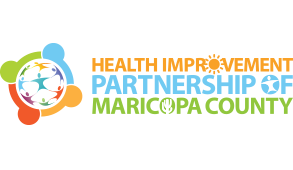 HEALTH IMPROVEMENT
PARTNERSHIP OF
MARICOPA COUNTY